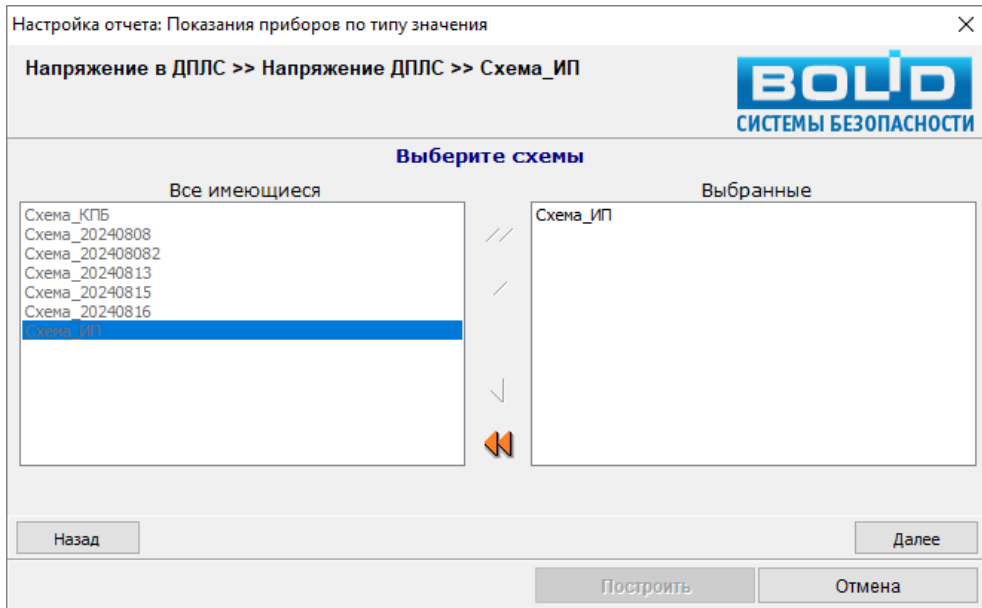 Настройка отчета: Показания приборов по типу значения
Напряжение в ДПЛС >> Напряжение ДПЛС >> Схема_ИП
BOLID
СИСТЕМЫ БЕЗОПАСНОСТИ
Выберите схемы
Все имеющиеся
Выбранные
Схема_КПБ
Схема_20240808
Схема_202408082
Схема_20240813
Схема_20240815
Схема_20240816
Схема_ИП
Схема_ИП
Назад
Далее
Построить
Отмена